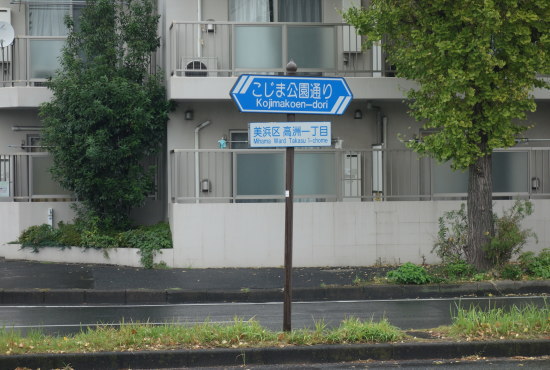 こじま公園通り
Kojimakoen-dori
美浜区 高洲一丁目
Mihama Ward Takasu 1-chome